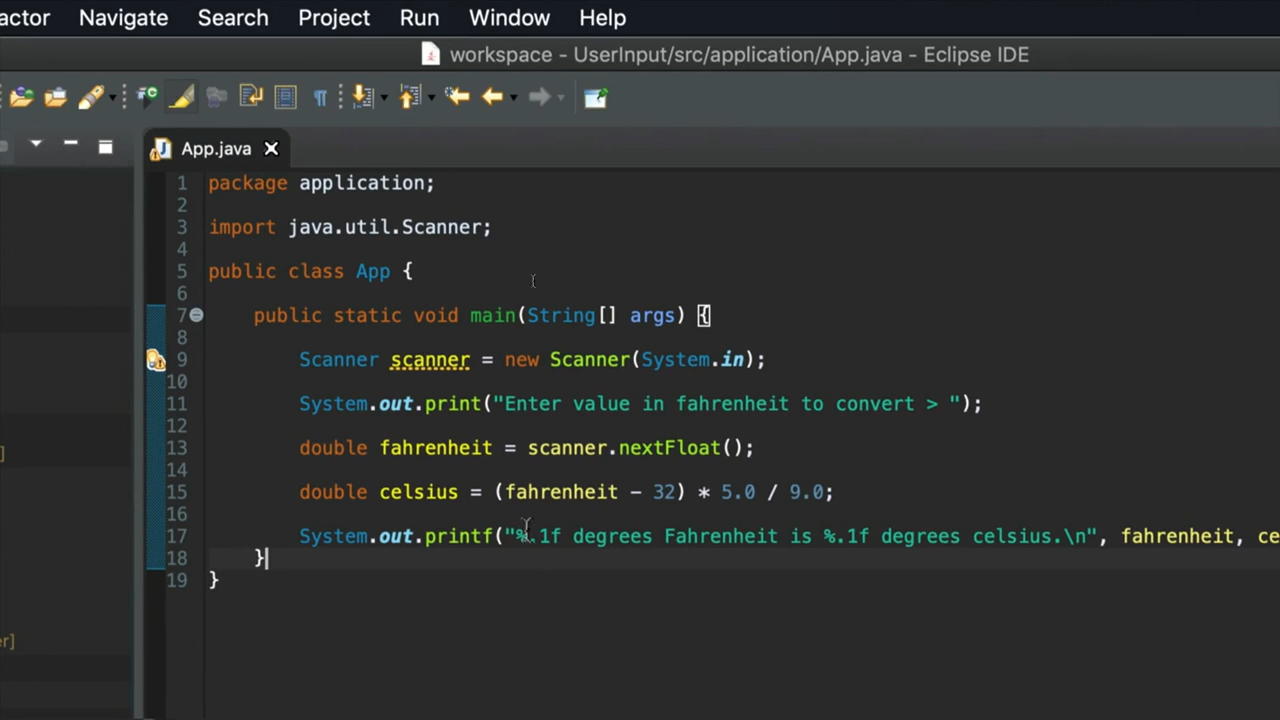 actor Navigate Search Project Run Window Help
workspace - UserInput/src/application/App.java - Eclipse IDE
App.java
1 package application;
2
3 import java.util.Scanner;
4
5 public class App {
6
7 public static void main(String[] args) {
8
9 Scanner scanner = new Scanner(System.in);
10
11 System.out.print("Enter value in fahrenheit to convert > ");
12
13 double fahrenheit = scanner.nextFloat();
14
15 double celsius = (fahrenheit - 32) * 5.0 / 9.0;
16
17 System.out.printf("%.1f degrees Fahrenheit is %.1f degrees celsius.\n", fahrenheit, ce
18 }
19 }
]
er]